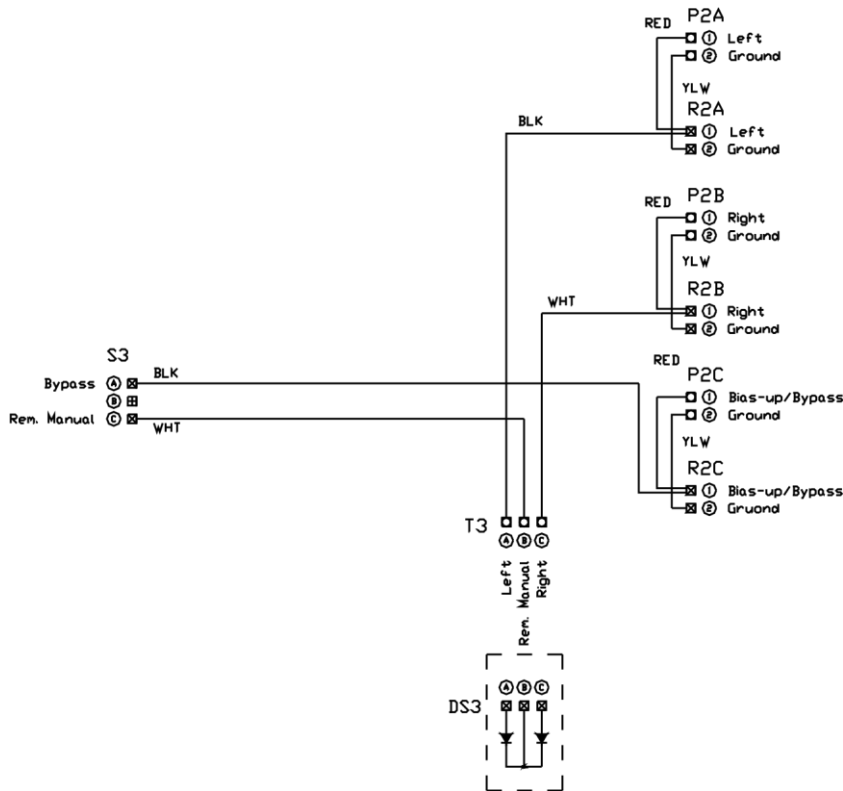 P2A
RED
① Left
② Ground
YLW
R2A
BLK
① Left
② Ground
P2B
RED
① Right
② Ground
YLW
R2B
WHT
① Right
② Ground
S3
RED
Bypass Ⓐ
BLK
P2C
Ⓑ
① Bias-up/Bypass
Rem. Manual Ⓒ
② Ground
WHT
YLW
R2C
① Bias-up/Bypass
② Gruond
T3
Ⓐ Ⓑ Ⓒ
Left
Rem. Manual
Right
Ⓐ Ⓑ Ⓒ
DS3